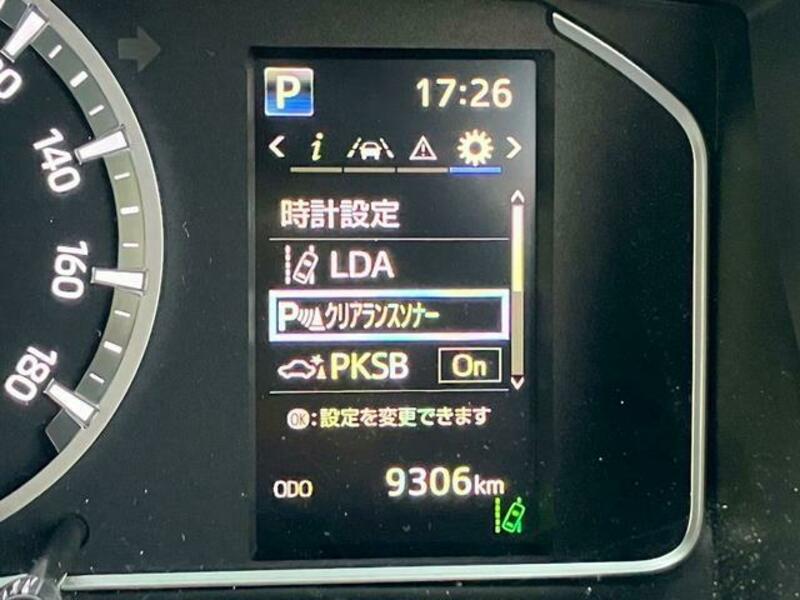 P 17:26
i
時計設定
LDA
Pクリアランスソナー
PKSB On
OK:設定を変更できます
ODO 9306km
140
160
180